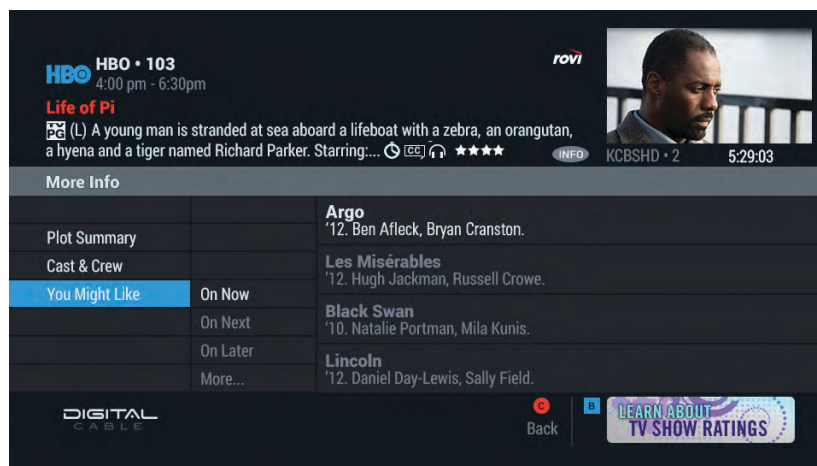 HBO
HBO • 103
4:00 pm - 6:30pm
rovi
Life of Pi
TV PG (L) A young man is stranded at sea aboard a lifeboat with a zebra, an orangutan,
a hyena and a tiger named Richard Parker. Starring:... CC ★★★★
INFO
KCBSHD • 2
5:29:03
More Info
Plot Summary
Cast & Crew
You Might Like
On Now
On Next
On Later
More...
Argo
'12. Ben Afleck, Bryan Cranston.
Les Misérables
'12. Hugh Jackman, Russell Crowe.
Black Swan
'10. Natalie Portman, Mila Kunis.
Lincoln
'12. Daniel Day-Lewis, Sally Field.
DIGITAL
CABLE
C
Back
B
LEARN ABOUT
TV SHOW RATINGS